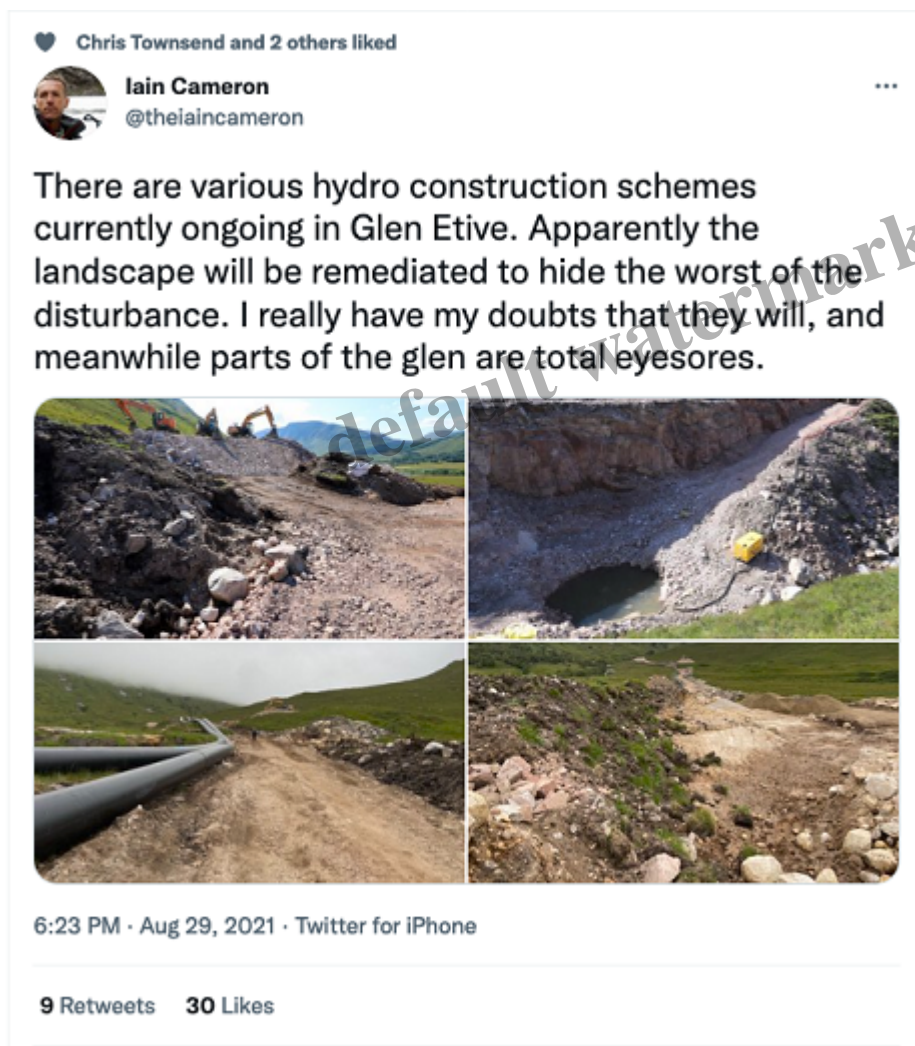 Chris Townsend and 2 others liked
Iain Cameron
@theiaincameron
There are various hydro construction schemes
currently ongoing in Glen Etive. Apparently the
landscape will be remediated to hide the worst of the
disturbance. I really have my doubts that they will, and
meanwhile parts of the glen are total eyesores.
default watermark
6:23 PM · Aug 29, 2021 · Twitter for iPhone
9 Retweets 30 Likes